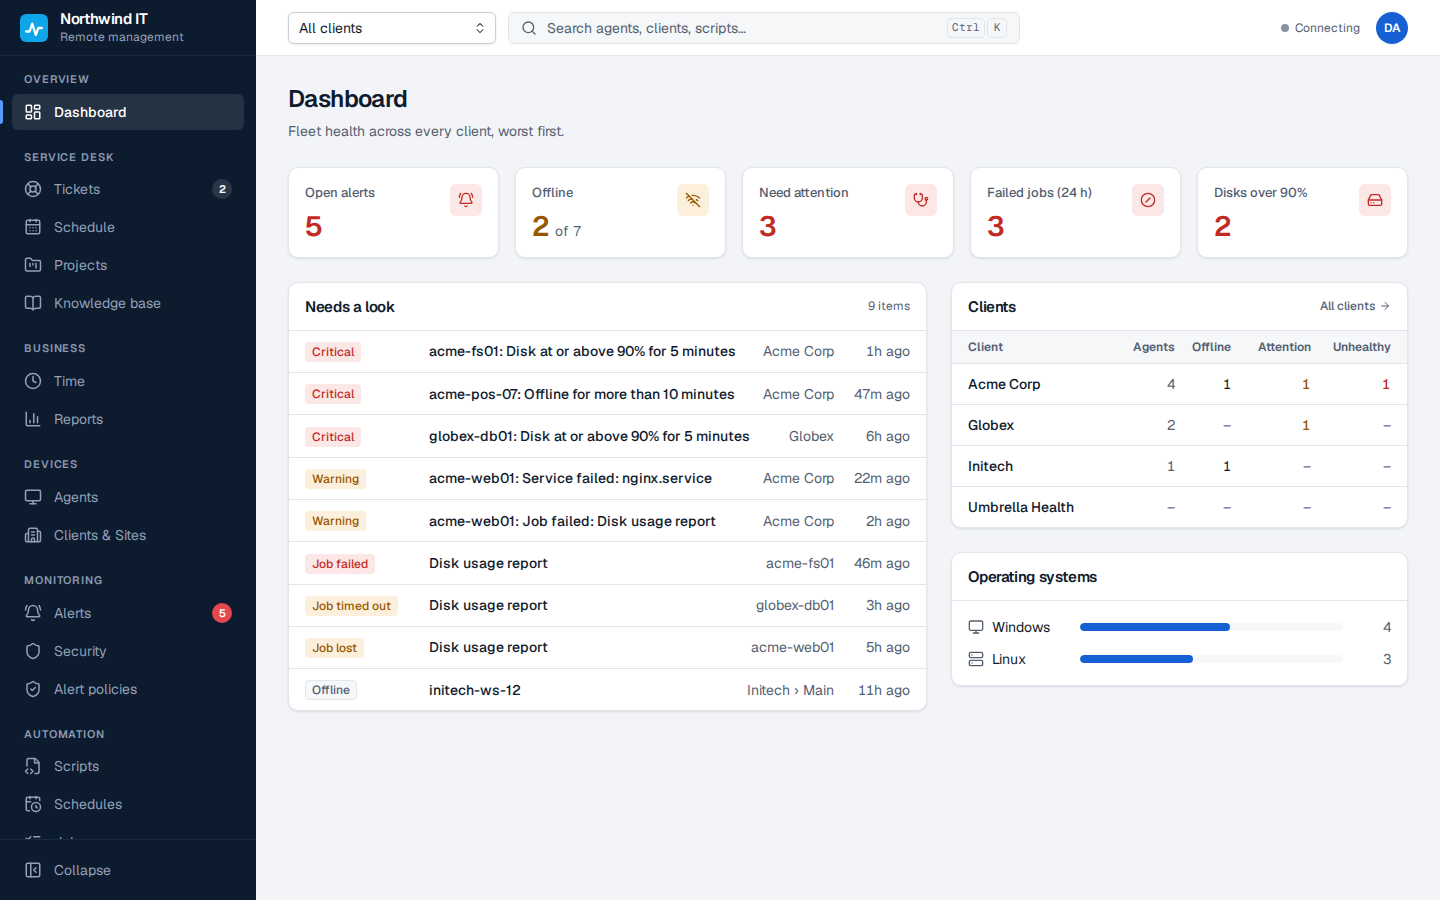 Northwind IT
Remote management
OVERVIEW
Dashboard
SERVICE DESK
Tickets 2
Schedule
Projects
Knowledge base
BUSINESS
Time
Reports
DEVICES
Agents
Clients & Sites
MONITORING
Alerts 5
Security
Alert policies
AUTOMATION
Scripts
Schedules
Collapse
All clients
Search agents, clients, scripts... Ctrl K
Connecting DA
Dashboard
Fleet health across every client, worst first.
Open alerts
5
Offline
2 of 7
Need attention
3
Failed jobs (24 h)
3
Disks over 90%
2
Needs a look 9 items
Critical acme-fs01: Disk at or above 90% for 5 minutes Acme Corp 1h ago
Critical acme-pos-07: Offline for more than 10 minutes Acme Corp 47m ago
Critical globex-db01: Disk at or above 90% for 5 minutes Globex 6h ago
Warning acme-web01: Service failed: nginx.service Acme Corp 22m ago
Warning acme-web01: Job failed: Disk usage report Acme Corp 2h ago
Job failed Disk usage report acme-fs01 46m ago
Job timed out Disk usage report globex-db01 3h ago
Job lost Disk usage report acme-web01 5h ago
Offline initech-ws-12 Initech › Main 11h ago
Clients All clients →
Client Agents Offline Attention Unhealthy
Acme Corp 4 1 1 1
Globex 2 – 1 –
Initech 1 1 – –
Umbrella Health – – – –
Operating systems
Windows 4
Linux 3